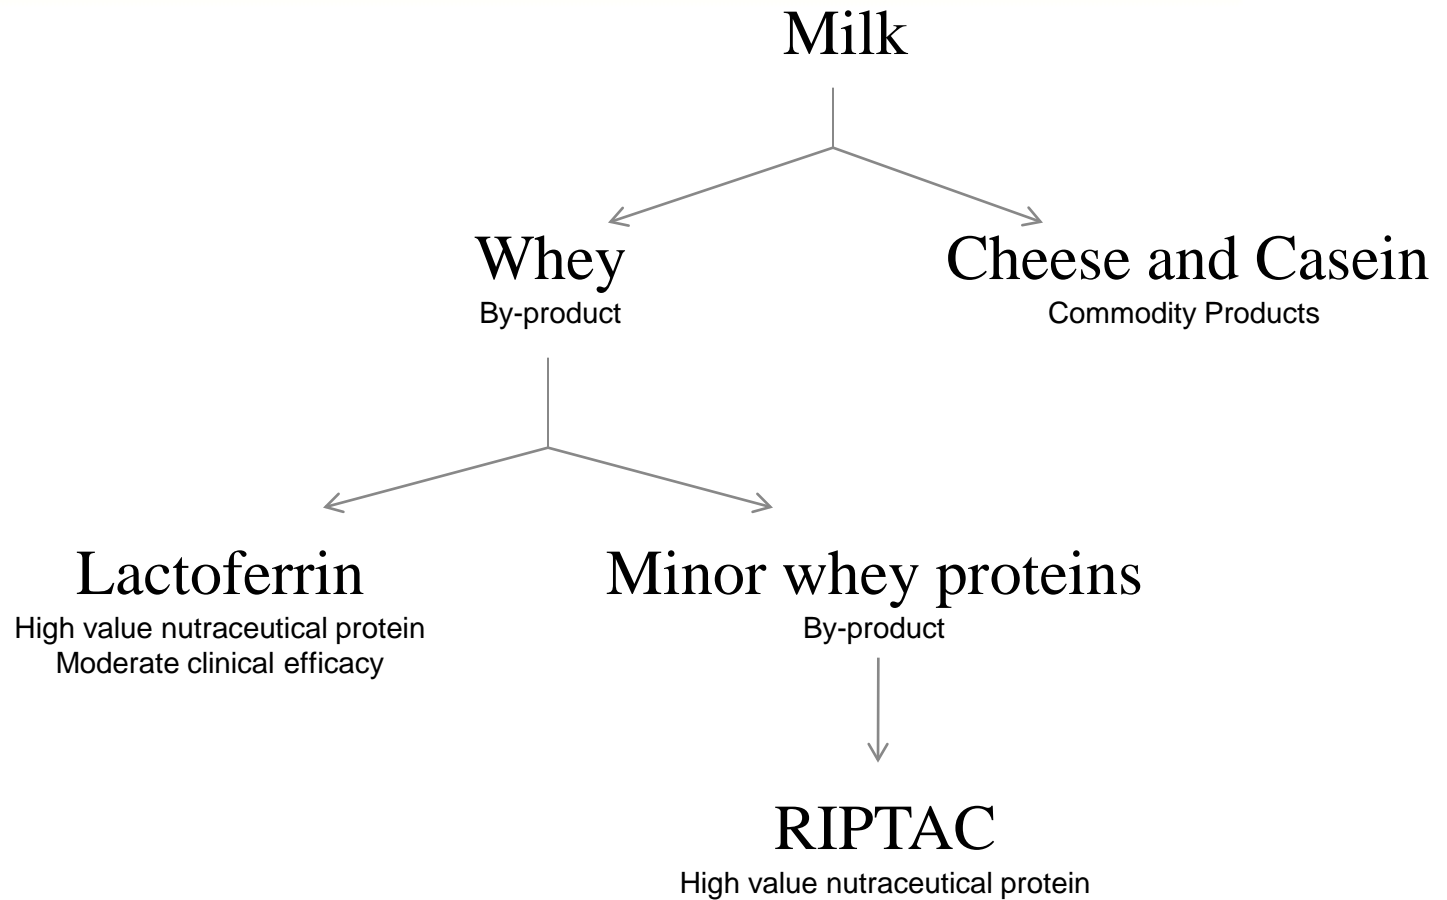 Milk
Whey
By-product
Cheese and Casein
Commodity Products
Lactoferrin
High value nutraceutical protein
Moderate clinical efficacy
Minor whey proteins
By-product
RIPTAC
High value nutraceutical protein